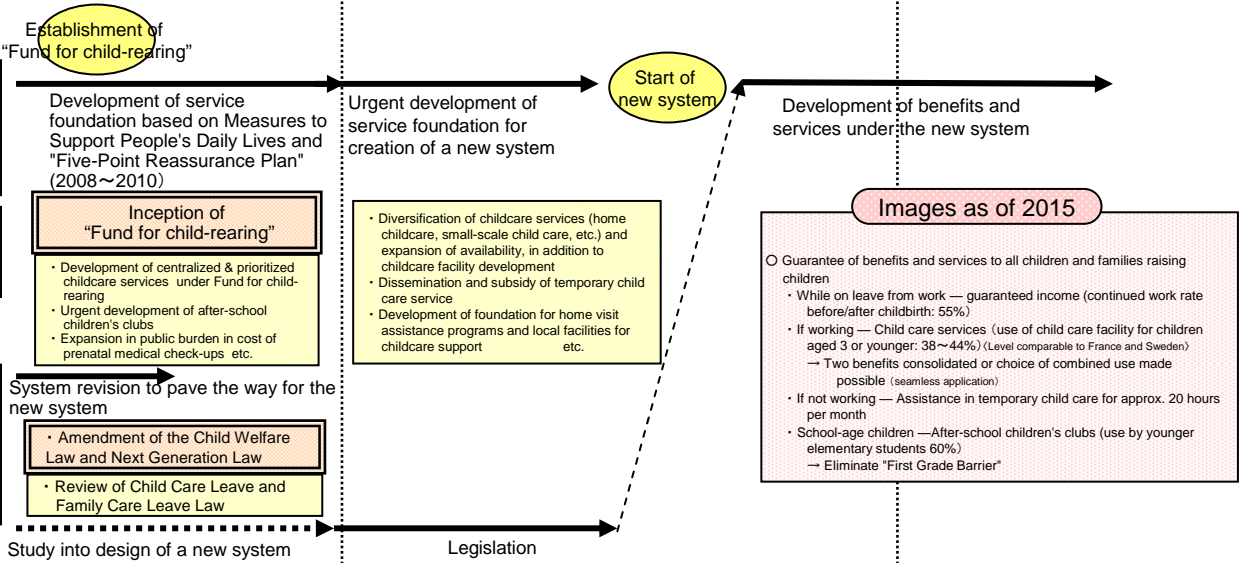 Establishment of
“Fund for child-rearing”
Development of service
foundation based on Measures to
Support People's Daily Lives and
"Five-Point Reassurance Plan"
(2008～2010）
Inception of
“Fund for child-rearing”
・Development of centralized & prioritized
childcare services under Fund for child-
rearing
・Urgent development of after-school
children’s clubs
・Expansion in public burden in cost of
prenatal medical check-ups etc.
System revision to pave the way for the
new system
・Amendment of the Child Welfare
Law and Next Generation Law
・Review of Child Care Leave and
Family Care Leave Law
Study into design of a new system
Urgent development of
service foundation for
creation of a new system
・Diversification of childcare services (home
childcare, small-scale child care, etc.) and
expansion of availability, in addition to
childcare facility development
・Dissemination and subsidy of temporary child
care service
・Development of foundation for home visit
assistance programs and local facilities for
childcare support etc.
Legislation
Start of
new system
Development of benefits and
services under the new system
Images as of 2015
○ Guarantee of benefits and services to all children and families raising
children
・While on leave from work — guaranteed income (continued work rate
before/after childbirth: 55%）
・If working — Child care services （use of child care facility for children
aged 3 or younger: 38～44%）〈Level comparable to France and Sweden〉
→ Two benefits consolidated or choice of combined use made
possible （seamless application）
・If not working — Assistance in temporary child care for approx. 20 hours
per month
・School-age children —After-school children’s clubs (use by younger
elementary students 60%）
→ Eliminate "First Grade Barrier"